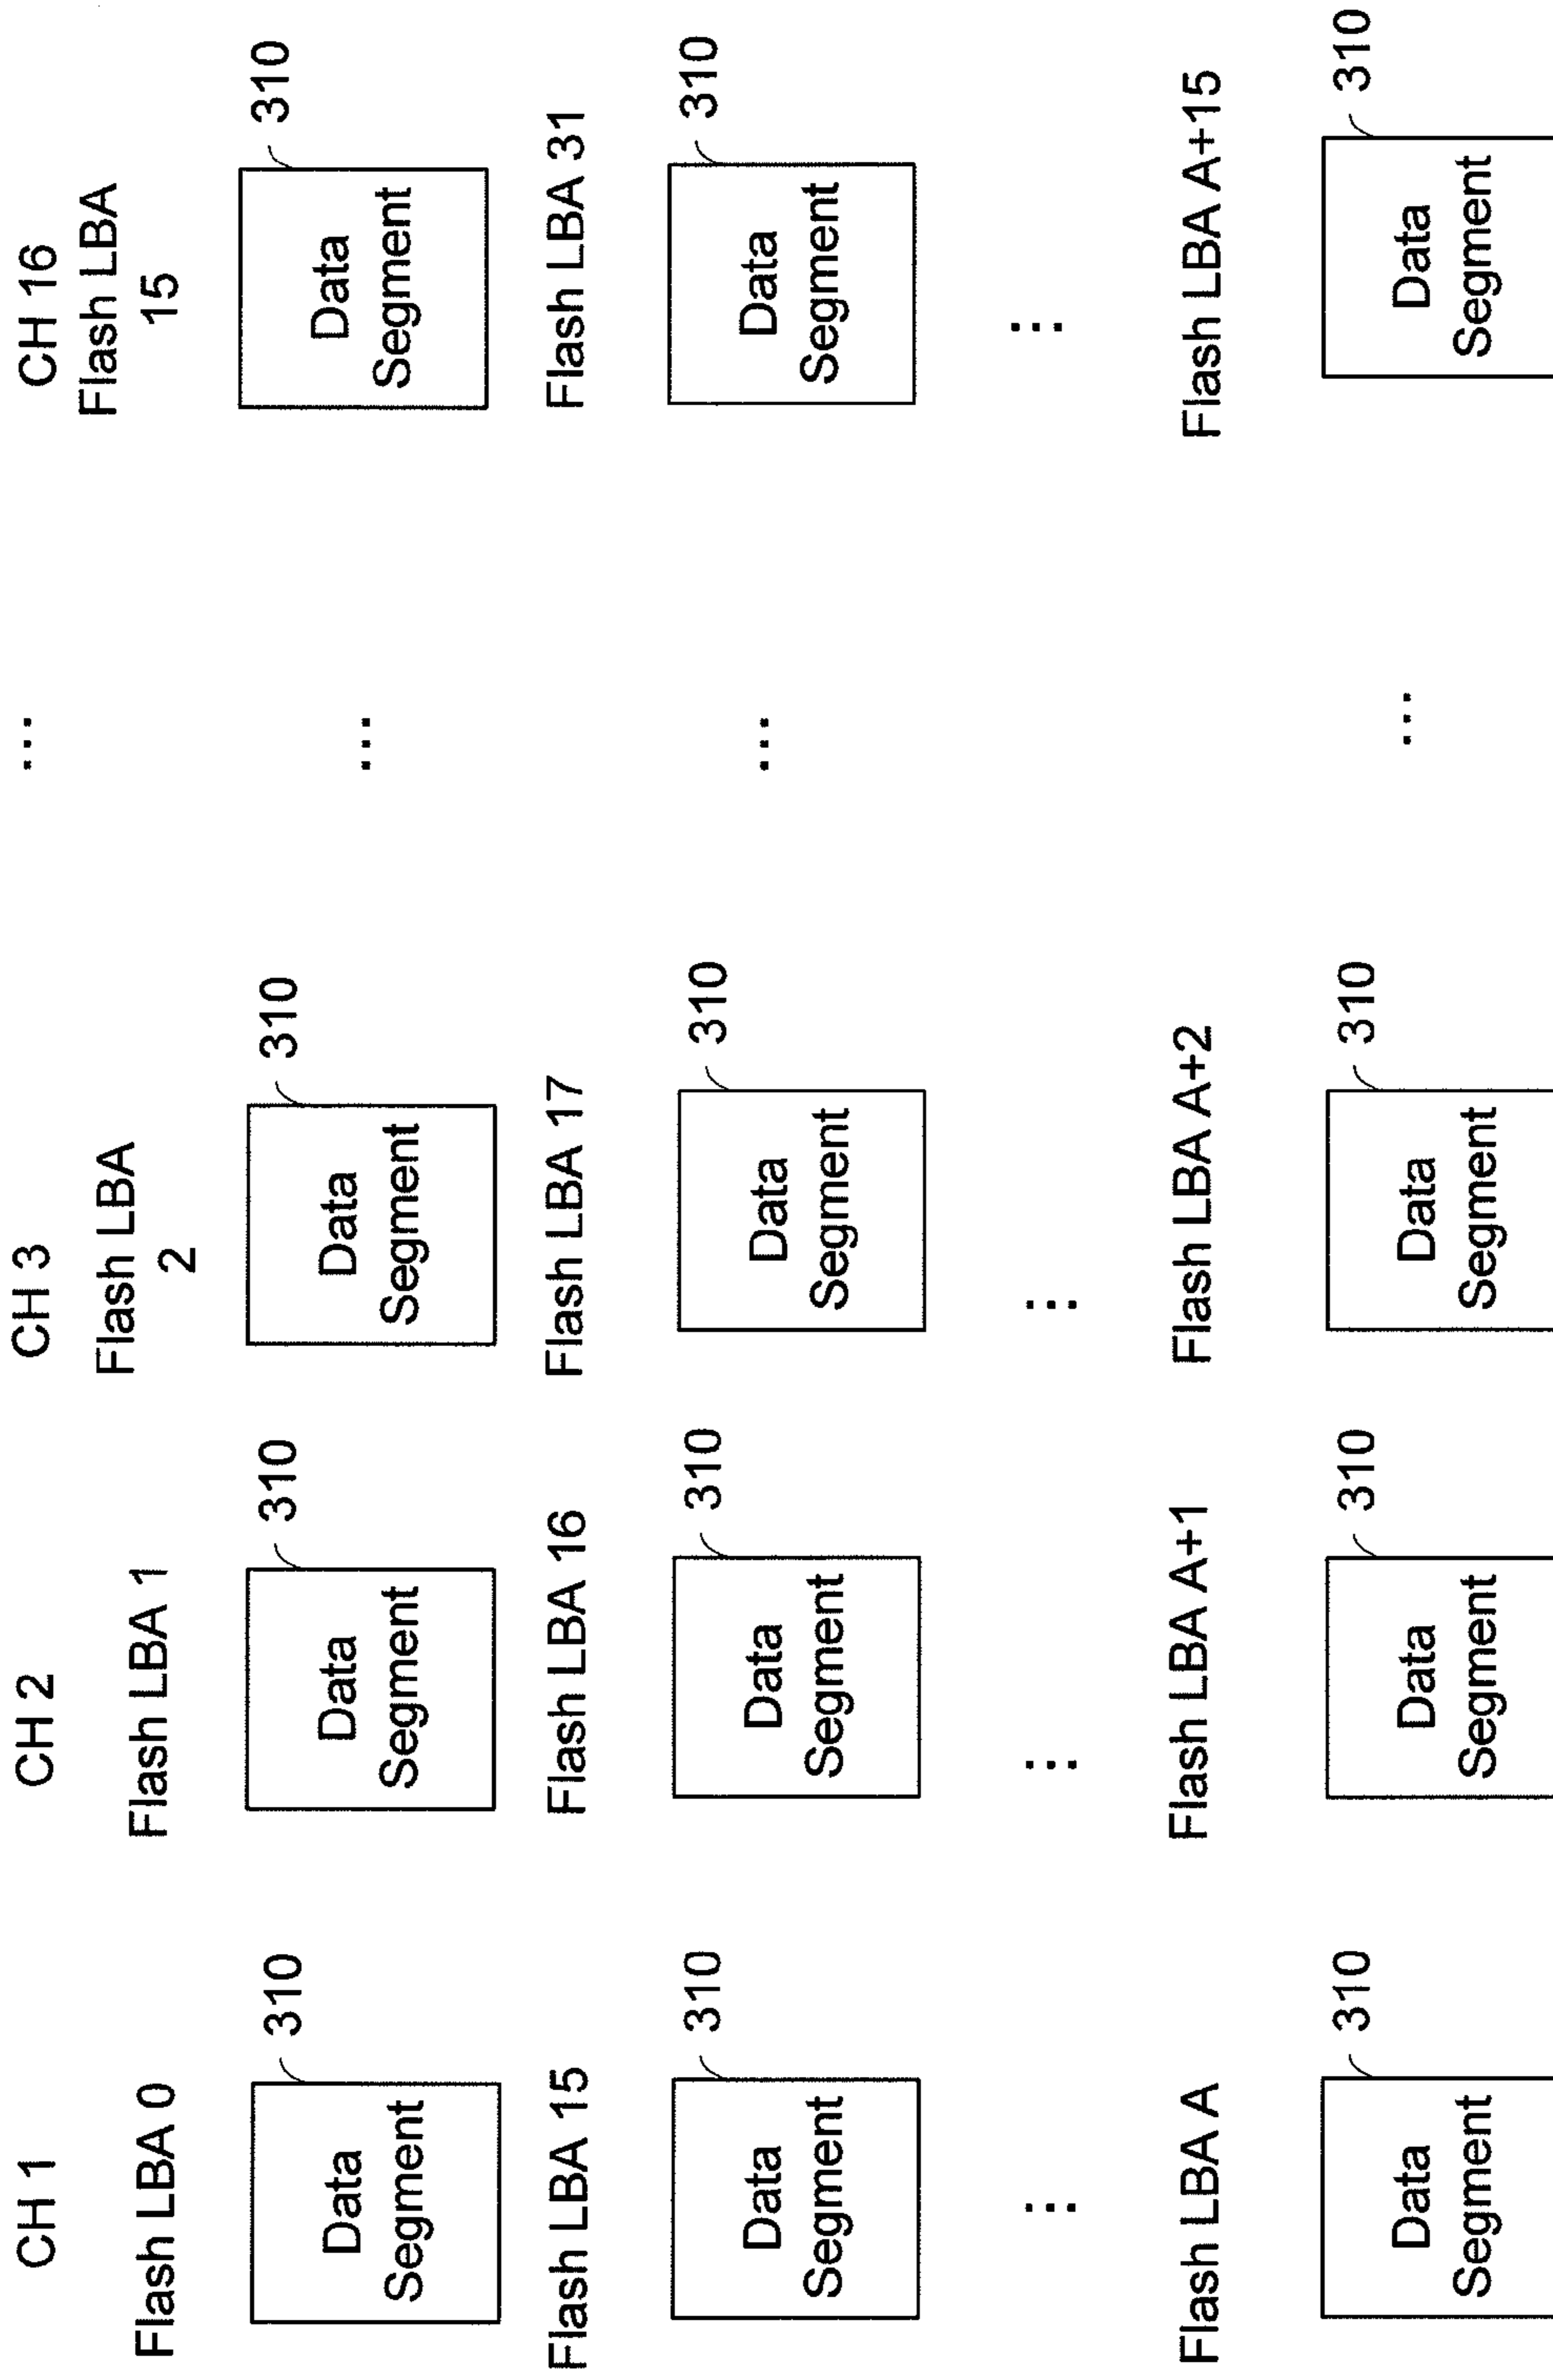 CH 1
CH 2
CH 3
...
CH 16
Flash LBA 0
Flash LBA 1
Flash LBA
2
Flash LBA
15
310
310
310
310
Data
Segment
Data
Segment
Data
Segment
...
Data
Segment
Flash LBA 15
Flash LBA 16
Flash LBA 17
Flash LBA 31
310
310
310
310
Data
Segment
Data
Segment
Data
Segment
...
Data
Segment
...
...
...
...
Flash LBA A
Flash LBA A+1
Flash LBA A+2
Flash LBA A+15
310
310
310
310
Data
Segment
Data
Segment
Data
Segment
...
Data
Segment